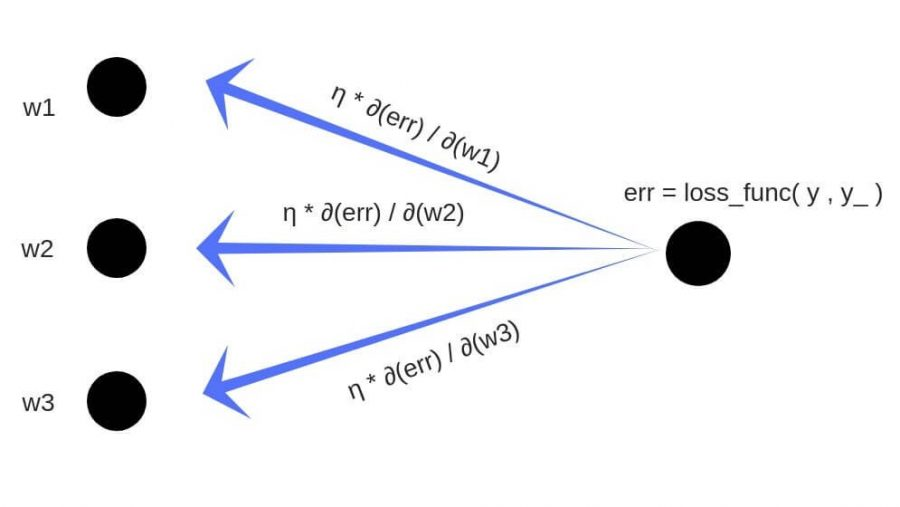 η * ∂(err) / ∂(w1)
w1
err = loss_func( y , y_ )
η * ∂(err) / ∂(w2)
w2
η * ∂(err) / ∂(w3)
w3